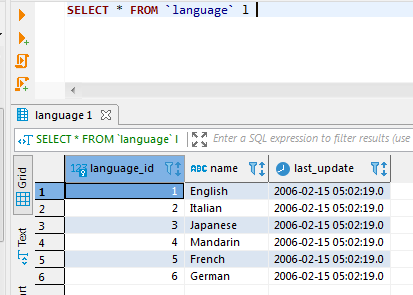 SELECT * FROM `language` l
language 1
SELECT * FROM `language` l
Enter a SQL expression to filter results (use
Grid
Text
123 language_id ABC name last_update
1 1 English 2006-02-15 05:02:19.0
2 2 Italian 2006-02-15 05:02:19.0
3 3 Japanese 2006-02-15 05:02:19.0
4 4 Mandarin 2006-02-15 05:02:19.0
5 5 French 2006-02-15 05:02:19.0
6 6 German 2006-02-15 05:02:19.0